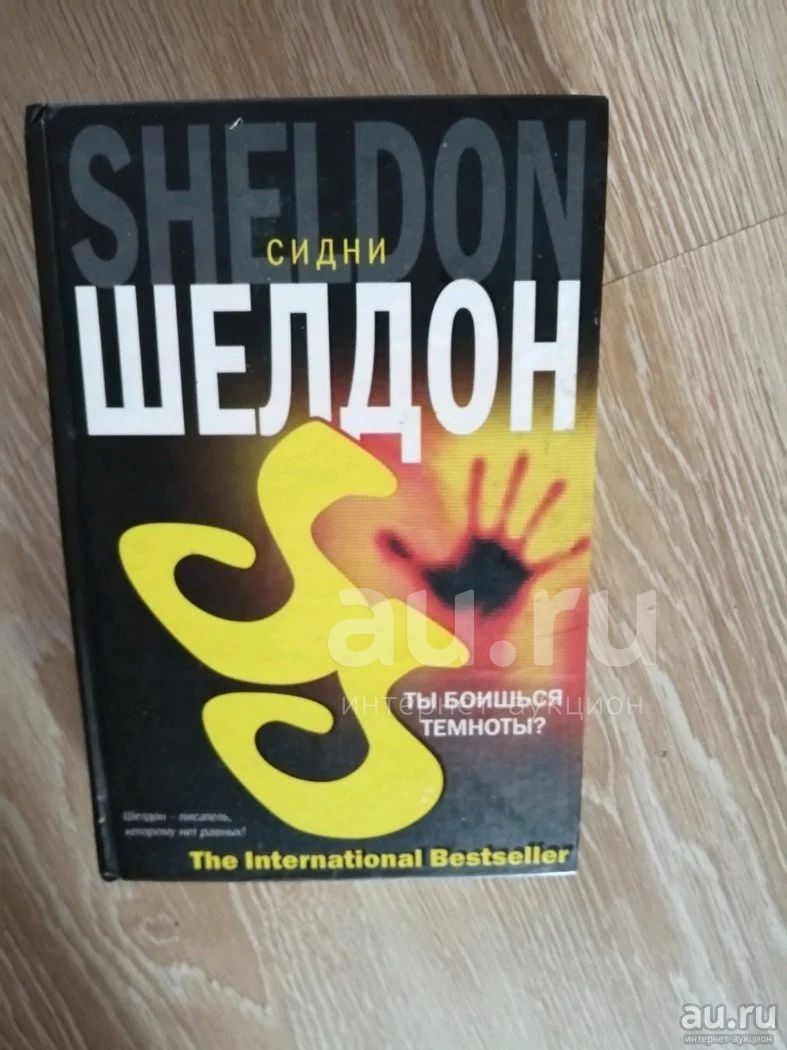 SHELDON
СИДНИ
ШЕЛДОН
au.ru
интернет-аукцион
ТЫ БОИШЬСЯ
ТЕМНОТЫ?
Шелдон - писатель,
которому нет равных!
The International Bestseller
au.ru
интернет-аукцион